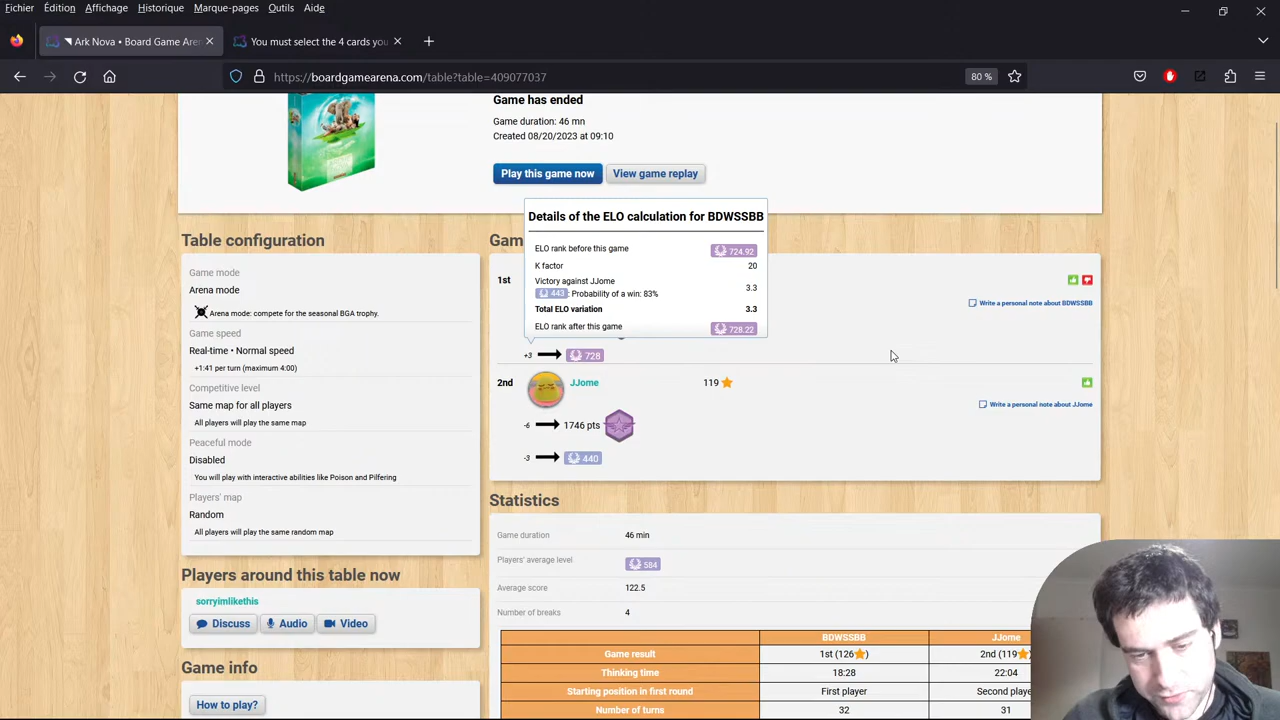 Fichier Édition Affichage Historique Marque-pages Outils Aide
Ark Nova • Board Game Aren
You must select the 4 cards you
https://boardgamearena.com/table?table=409077037
80 %
Game has ended
Game duration: 46 mn
Created 08/20/2023 at 09:10
Play this game now
View game replay
Table configuration
Game mode
Arena mode
Arena mode: compete for the seasonal BGA trophy.
Game speed
Real-time • Normal speed
+1:41 per turn (maximum 4:00)
Competitive level
Same map for all players
All players will play the same map
Peaceful mode
Disabled
You will play with interactive abilities like Poison and Pilfering
Players' map
Random
All players will play the same random map
Players around this table now
sorryimlikethis
Discuss
Audio
Video
Game info
How to play?
Gam
1st
Details of the ELO calculation for BDWSSBB
ELO rank before this game 724.92
K factor 20
Victory against JJome
443 : Probability of a win: 83% 3.3
Total ELO variation 3.3
ELO rank after this game 728.22
Write a personal note about BDWSSBB
+3 728
2nd JJome 119
Write a personal note about JJome
-6 1746 pts
-3 440
Statistics
Game duration 46 min
Players' average level 584
Average score 122.5
Number of breaks 4
BDWSSBB JJome
Game result 1st (126) 2nd (119)
Thinking time 18:28 22:04
Starting position in first round First player Second playe
Number of turns 32 31